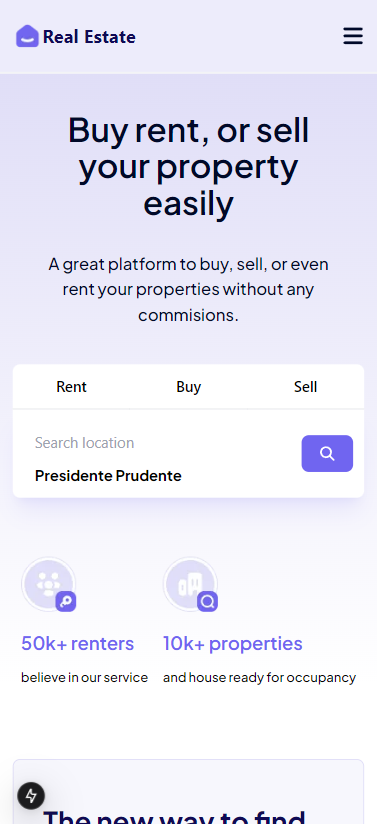 Real Estate
Buy rent, or sell
your property
easily
A great platform to buy, sell, or even
rent your properties without any
commisions.
Rent Buy Sell
Search location
Presidente Prudente
50k+ renters
believe in our service
10k+ properties
and house ready for occupancy
The new way to find